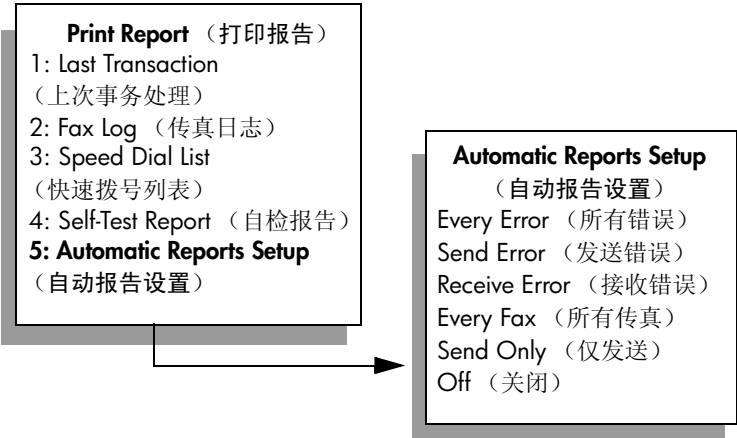 Print Report （打印报告）
1: Last Transaction
（上次事务处理）
2: Fax Log （传真日志）
3: Speed Dial List
（快速拨号列表）
4: Self-Test Report （自检报告）
5: Automatic Reports Setup
（自动报告设置）
Automatic Reports Setup
（自动报告设置）
Every Error （所有错误）
Send Error （发送错误）
Receive Error （接收错误）
Every Fax （所有传真）
Send Only （仅发送）
Off （关闭）